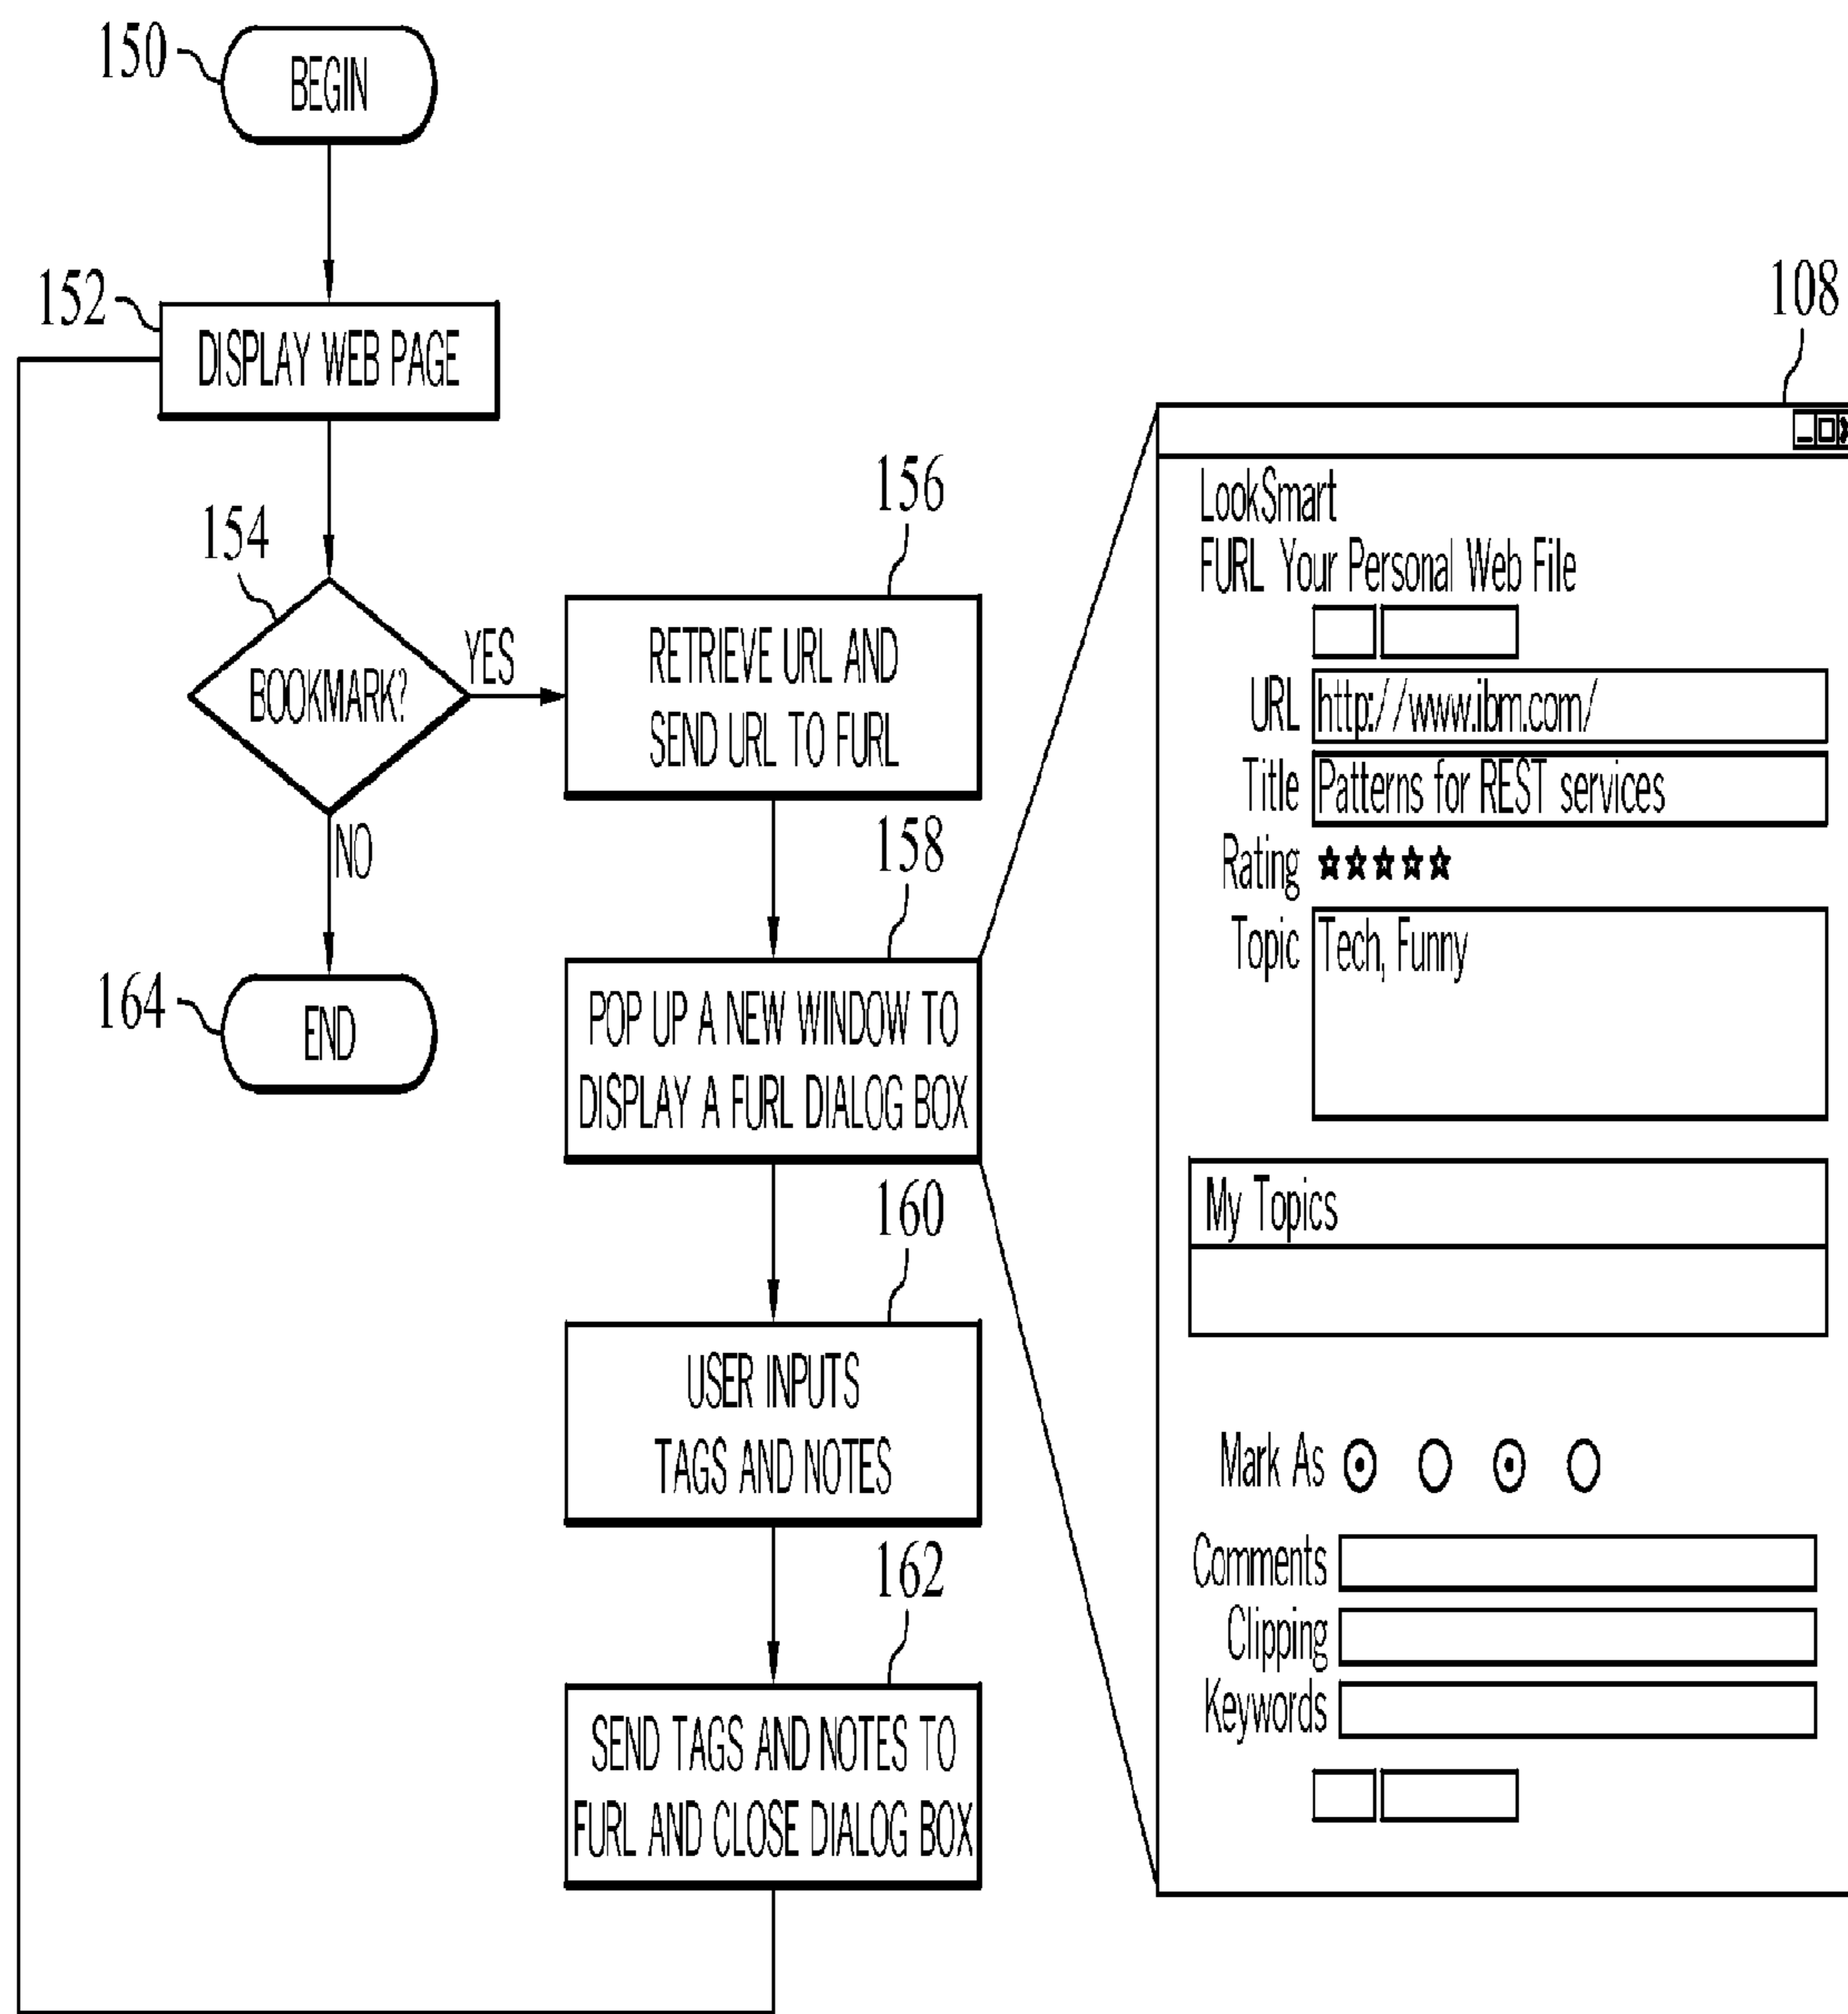 150
BEGIN
152
DISPLAY WEB PAGE
154
BOOKMARK?
YES
NO
164
END
156
RETRIEVE URL AND
SEND URL TO FURL
158
POP UP A NEW WINDOW TO
DISPLAY A FURL DIALOG BOX
160
USER INPUTS
TAGS AND NOTES
162
SEND TAGS AND NOTES TO
FURL AND CLOSE DIALOG BOX
108
LookSmart
FURL Your Personal Web File
URL http://www.ibm.com/
Title Patterns for REST services
Rating
Topic Tech, Funny
My Topics
Mark As
Comments
Clipping
Keywords